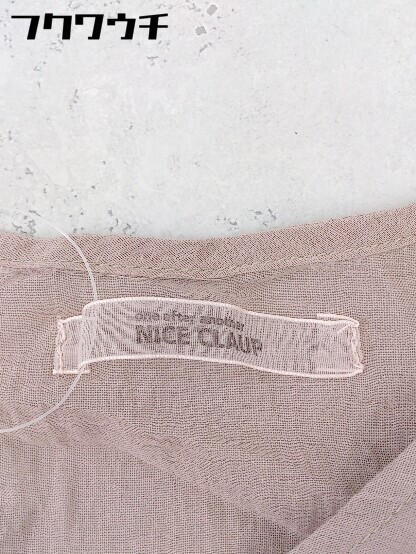 フクワウチ
one after another
NICE CLAUP